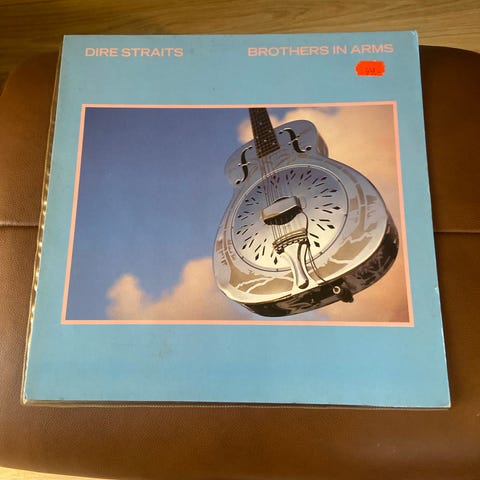 DIRE STRAITS
BROTHERS IN ARMS